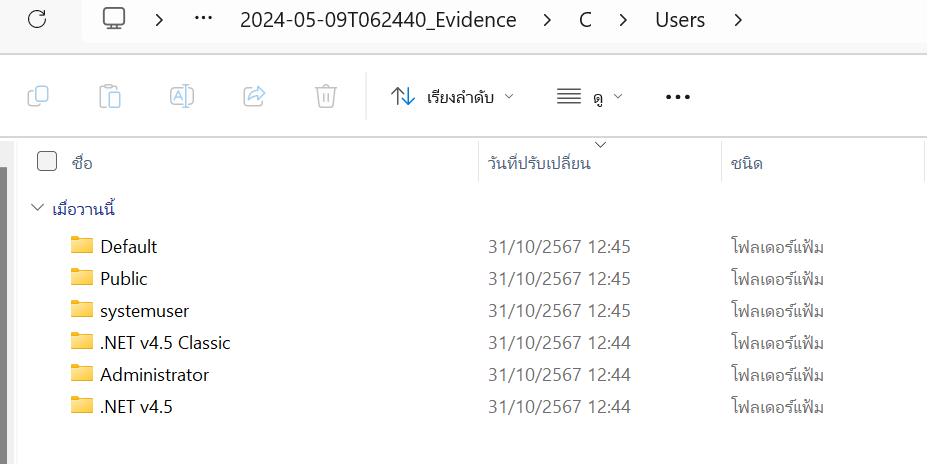 2024-05-09T062440_Evidence > C > Users >
เรียงลำดับ ดู
ชื่อ วันที่ปรับเปลี่ยน ชนิด
เมื่อวานนี้
Default 31/10/2567 12:45 โฟลเดอร์แฟ้ม
Public 31/10/2567 12:45 โฟลเดอร์แฟ้ม
systemuser 31/10/2567 12:45 โฟลเดอร์แฟ้ม
.NET v4.5 Classic 31/10/2567 12:44 โฟลเดอร์แฟ้ม
Administrator 31/10/2567 12:44 โฟลเดอร์แฟ้ม
.NET v4.5 31/10/2567 12:44 โฟลเดอร์แฟ้ม